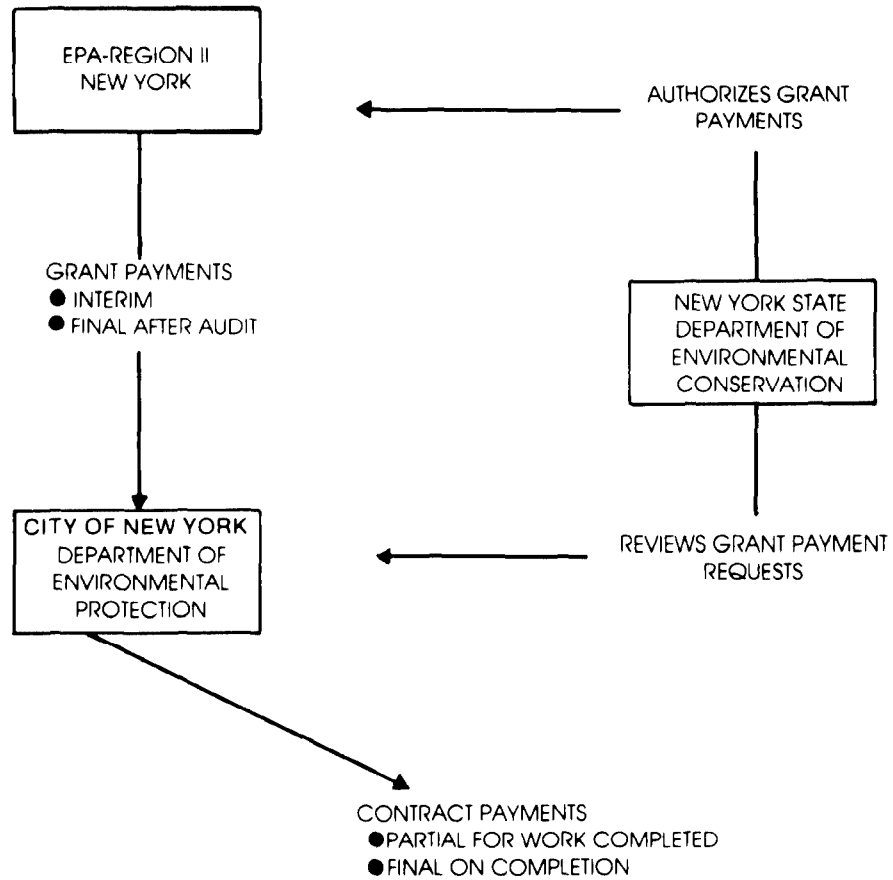 EPA-REGION II
NEW YORK
AUTHORIZES GRANT
PAYMENTS
GRANT PAYMENTS
● INTERIM
● FINAL AFTER AUDIT
NEW YORK STATE
DEPARTMENT OF
ENVIRONMENTAL
CONSERVATION
CITY OF NEW YORK
DEPARTMENT OF
ENVIRONMENTAL
PROTECTION
REVIEWS GRANT PAYMENT
REQUESTS
CONTRACT PAYMENTS
● PARTIAL FOR WORK COMPLETED
● FINAL ON COMPLETION